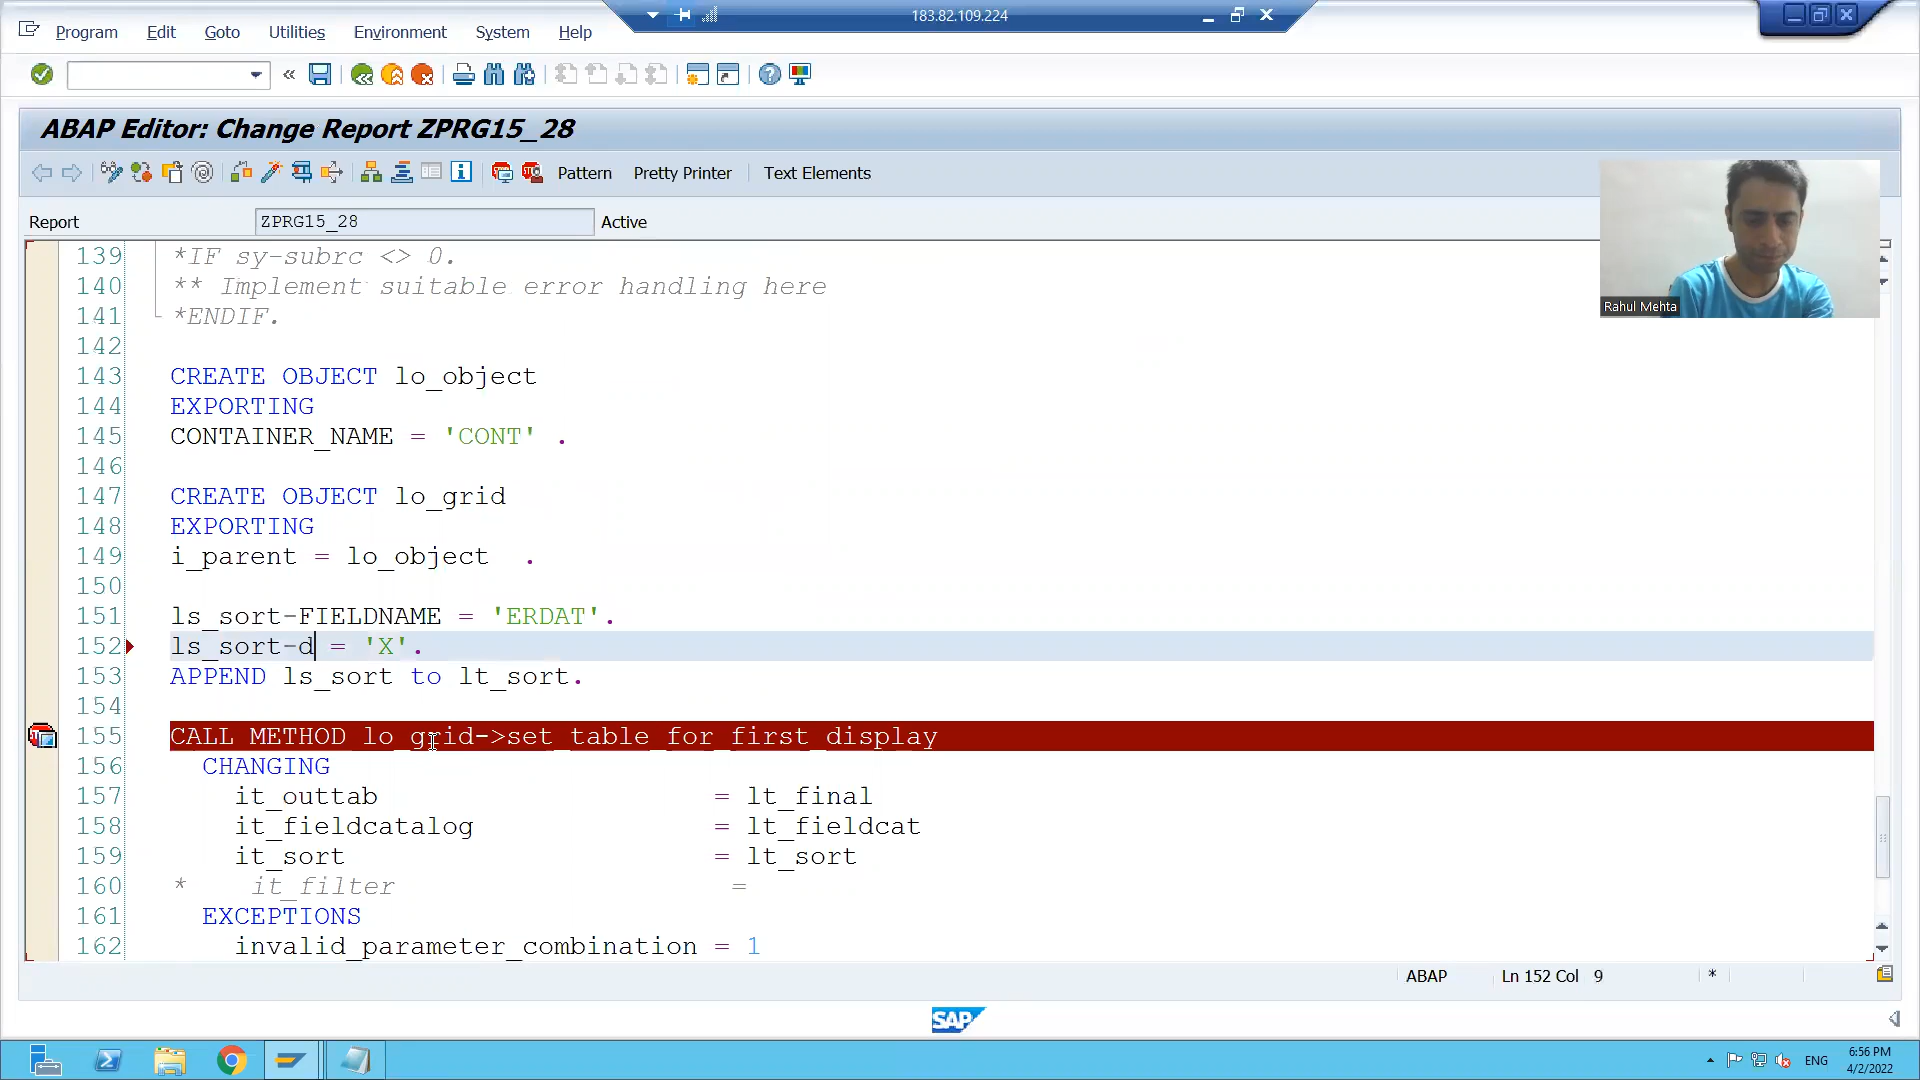 183.82.109.224
Program Edit Goto Utilities Environment System Help
ABAP Editor: Change Report ZPRG15_28
Pattern Pretty Printer Text Elements
Report ZPRG15_28 Active
Rahul Mehta
139 *IF sy-subrc <> 0.
140 ** Implement suitable error handling here
141 *ENDIF.
142
143 CREATE OBJECT lo_object
144 EXPORTING
145 CONTAINER_NAME = 'CONT' .
146
147 CREATE OBJECT lo_grid
148 EXPORTING
149 i_parent = lo_object .
150
151 ls_sort-FIELDNAME = 'ERDAT'.
152 ls_sort-d = 'X'.
153 APPEND ls_sort to lt_sort.
154
155 CALL METHOD lo_grid->set_table_for_first_display
156 CHANGING
157 it_outtab = lt_final
158 it_fieldcatalog = lt_fieldcat
159 it_sort = lt_sort
160 * it_filter =
161 EXCEPTIONS
162 invalid_parameter_combination = 1
ABAP Ln 152 Col 9 *
SAP
ENG
6:56 PM
4/2/2022